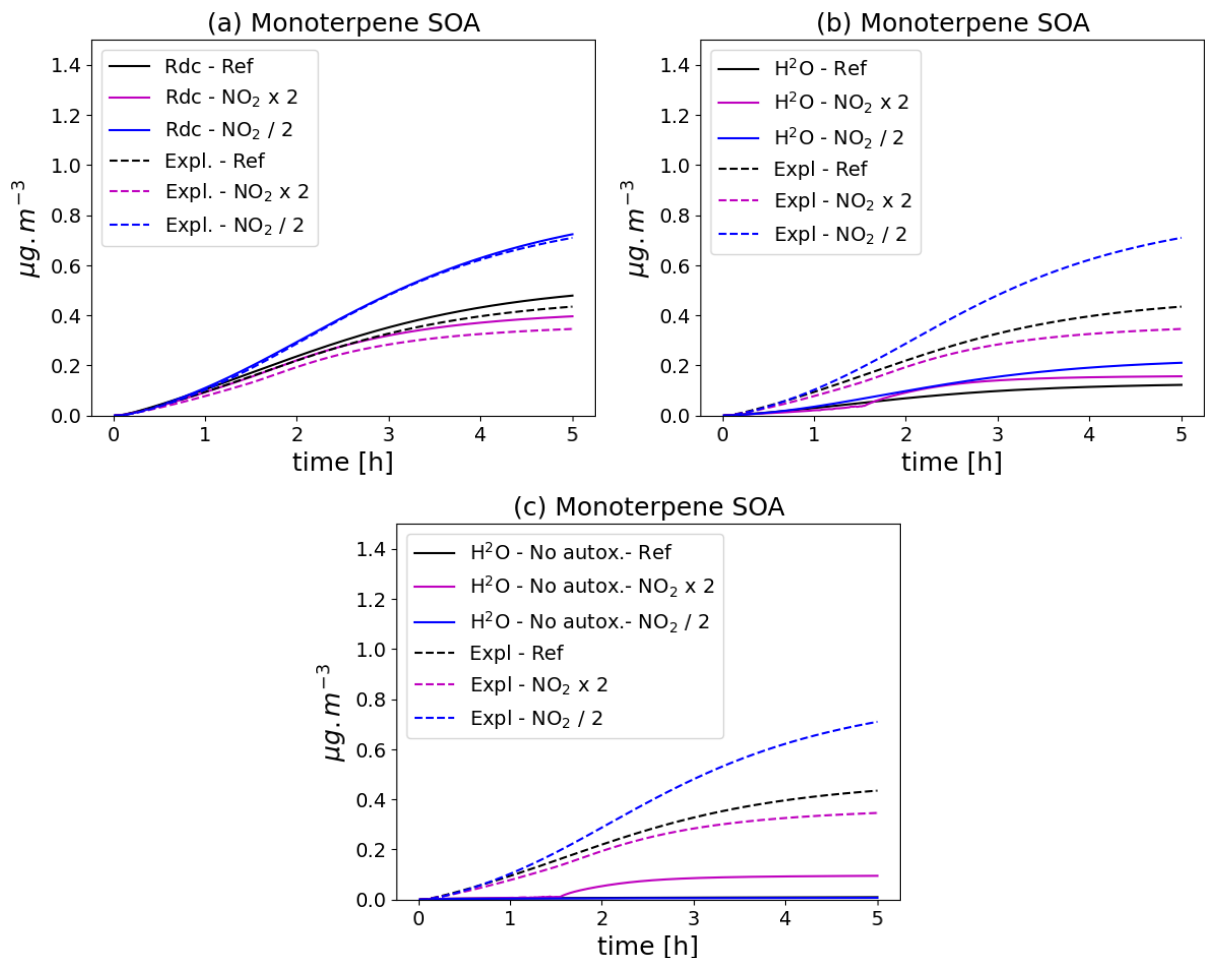 (a) Monoterpene SOA
Rdc - Ref
Rdc - NO₂ x 2
Rdc - NO₂ / 2
Expl. - Ref
Expl. - NO₂ x 2
Expl. - NO₂ / 2
1.4
1.2
1.0
0.8
0.6
0.4
0.2
0.0
μg.m⁻³
0 1 2 3 4 5
time [h]
(b) Monoterpene SOA
H²O - Ref
H²O - NO₂ x 2
H²O - NO₂ / 2
Expl - Ref
Expl - NO₂ x 2
Expl - NO₂ / 2
1.4
1.2
1.0
0.8
0.6
0.4
0.2
0.0
μg.m⁻³
0 1 2 3 4 5
time [h]
(c) Monoterpene SOA
H²O - No autox.- Ref
H²O - No autox.- NO₂ x 2
H²O - No autox.- NO₂ / 2
Expl - Ref
Expl - NO₂ x 2
Expl - NO₂ / 2
1.4
1.2
1.0
0.8
0.6
0.4
0.2
0.0
μg.m⁻³
0 1 2 3 4 5
time [h]